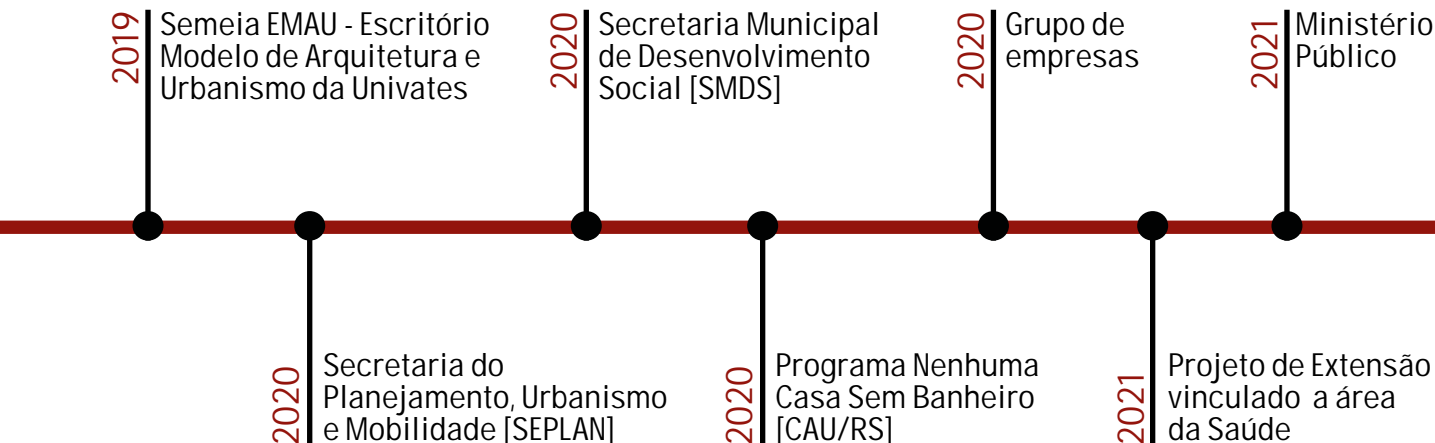 2019
Semeia EMAU - Escritório
Modelo de Arquitetura e
Urbanismo da Univates
2020
Secretaria Municipal
de Desenvolvimento
Social [SMDS]
2020
Grupo de
empresas
2021
Ministério
Público
2020
Secretaria do
Planejamento, Urbanismo
e Mobilidade [SEPLAN]
2020
Programa Nenhuma
Casa Sem Banheiro
[CAU/RS]
2021
Projeto de Extensão
vinculado a área
da Saúde